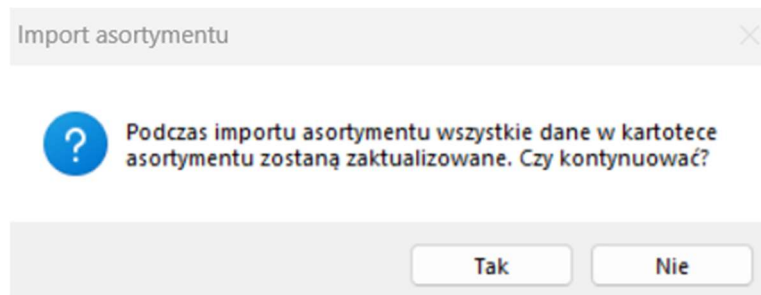 Import asortymentu
Podczas importu asortymentu wszystkie dane w kartotece
asortymentu zostaną zaktualizowane. Czy kontynuować?
Tak
Nie